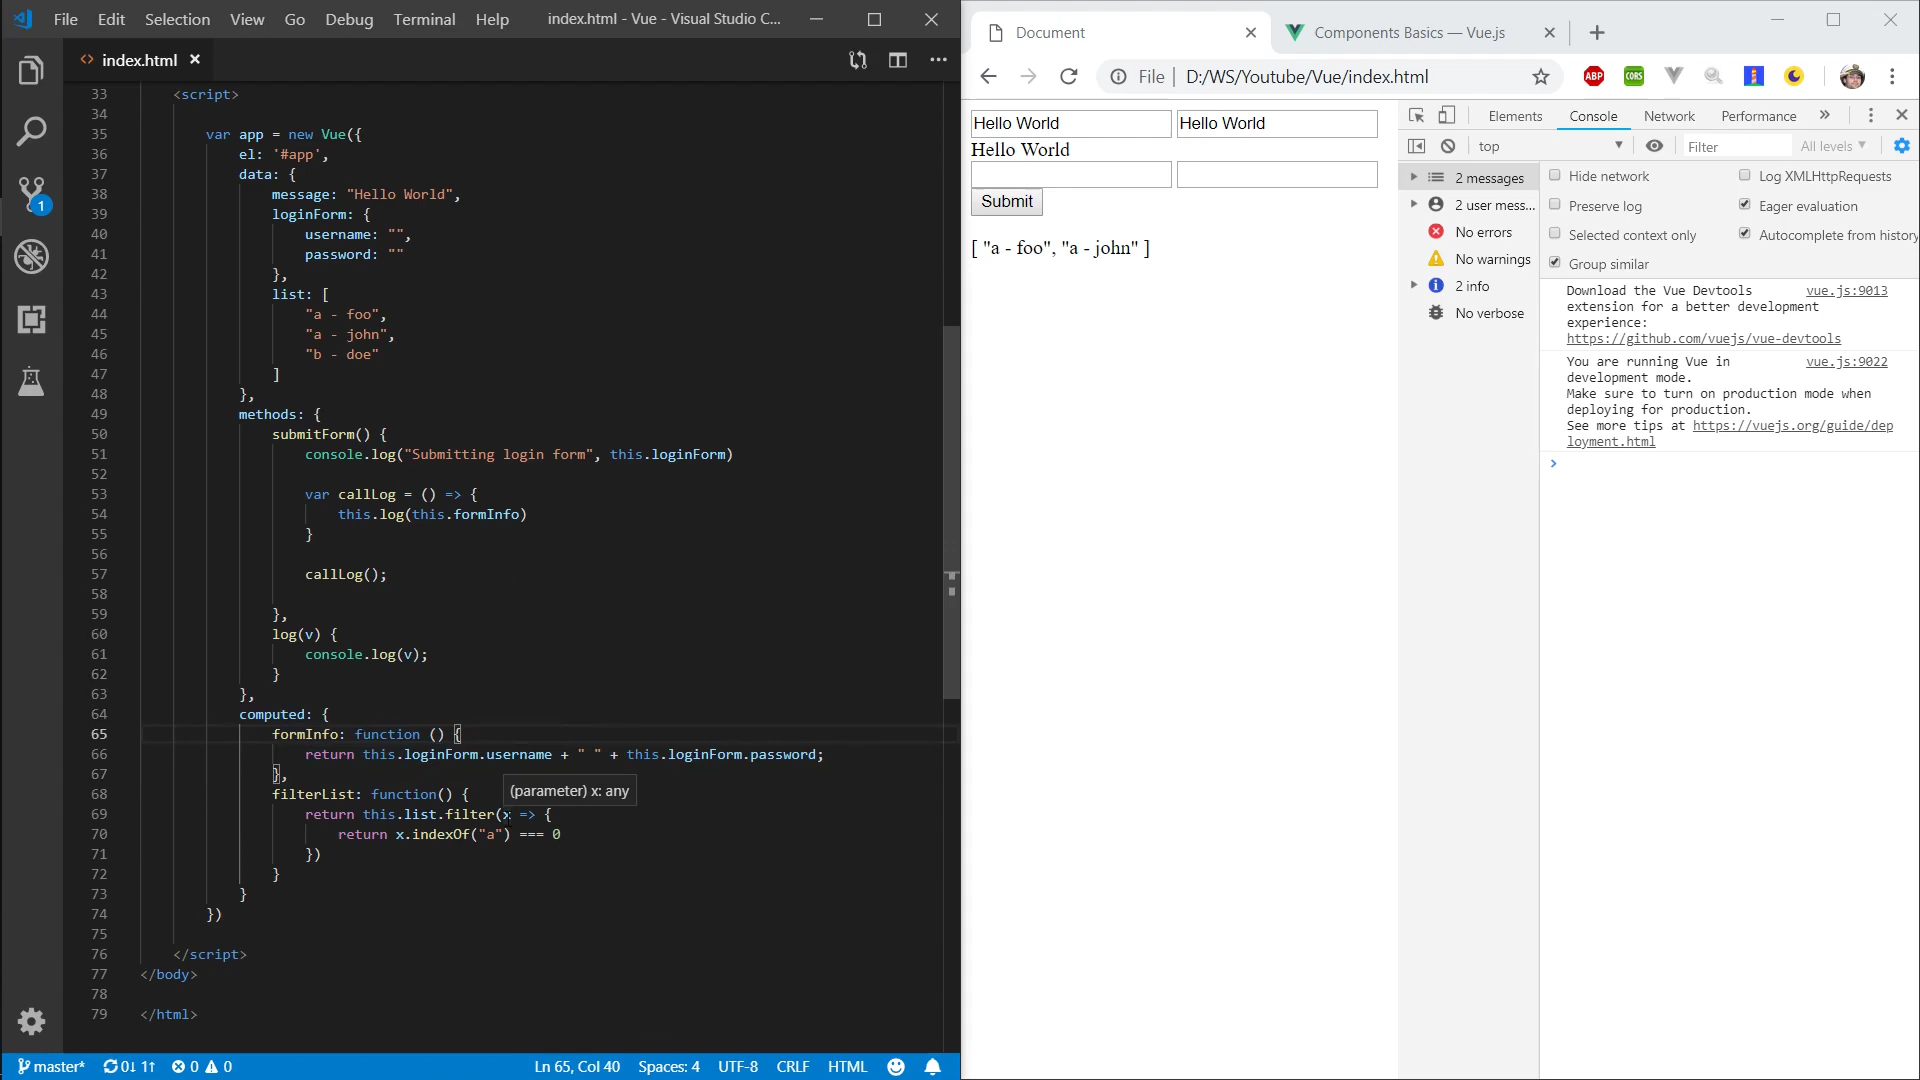 File Edit Selection View Go Debug Terminal Help index.html - Vue - Visual Studio C...
index.html
33 <script>
34
35 var app = new Vue({
36 el: '#app',
37 data: {
38 message: "Hello World",
39 loginForm: {
40 username: "",
41 password: ""
42 },
43 list: [
44 "a - foo",
45 "a - john",
46 "b - doe"
47 ]
48 },
49 methods: {
50 submitForm() {
51 console.log("Submitting login form", this.loginForm)
52
53 var callLog = () => {
54 this.log(this.formInfo)
55 }
56
57 callLog();
58
59 },
60 log(v) {
61 console.log(v);
62 }
63 },
64 computed: {
65 formInfo: function () {
66 return this.loginForm.username + " " + this.loginForm.password;
67 },
68 filterList: function() {
(parameter) x: any
69 return this.list.filter(x => {
70 return x.indexOf("a") === 0
71 })
72 }
73 }
74 })
75
76 </script>
77 </body>
78
79 </html>
1
master* 0↓ 1↑ 0 0 Ln 65, Col 40 Spaces: 4 UTF-8 CRLF HTML
Document Components Basics — Vue.js
File D:/WS/Youtube/Vue/index.html ABP CORS
Hello World Hello World
Hello World
Submit
[ "a - foo", "a - john" ]
Elements Console Network Performance
top Filter All levels
2 messages
2 user mess...
No errors
No warnings
2 info
No verbose
Hide network Log XMLHttpRequests
Preserve log Eager evaluation
Selected context only Autocomplete from history
Group similar
Download the Vue Devtools vue.js:9013
extension for a better development
experience:
https://github.com/vuejs/vue-devtools
You are running Vue in vue.js:9022
development mode.
Make sure to turn on production mode when
deploying for production.
See more tips at https://vuejs.org/guide/dep
loyment.html